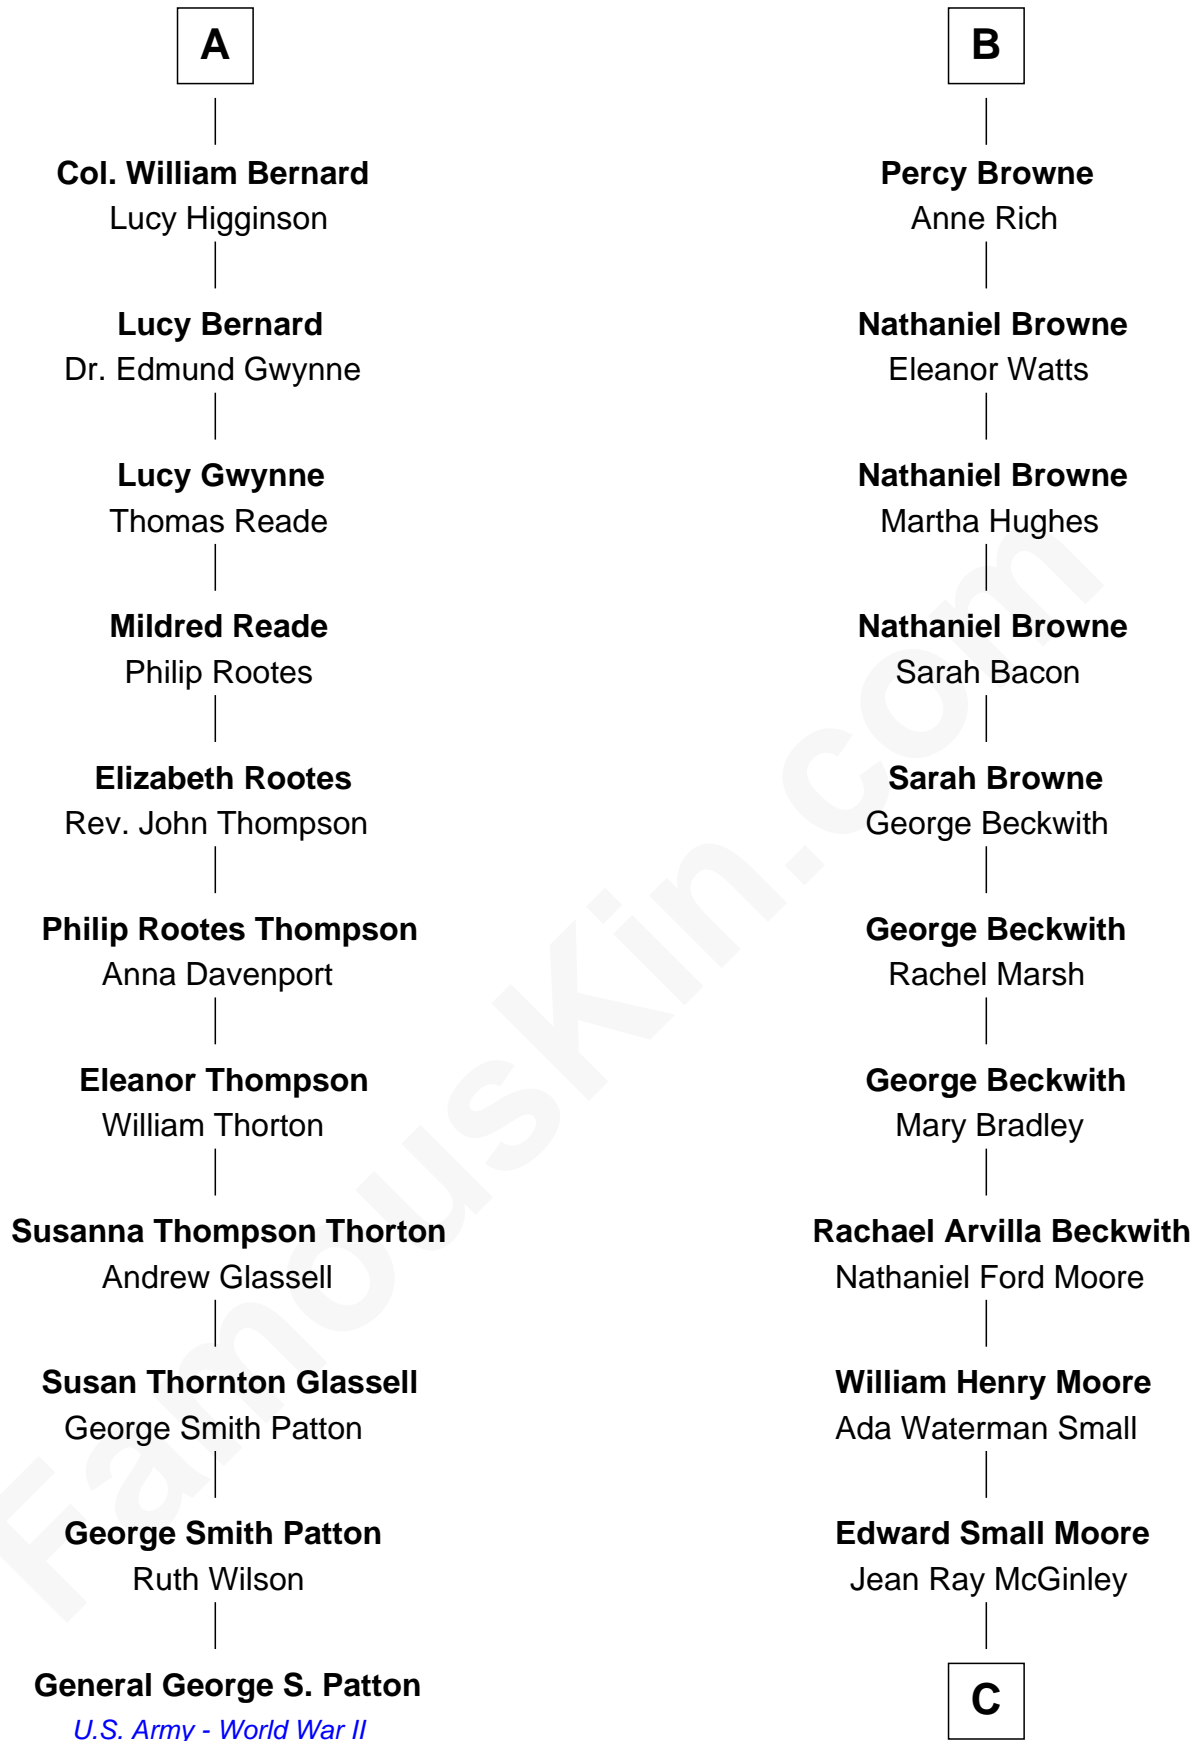 A
Col. William Bernard
Lucy Higginson
Lucy Bernard
Dr. Edmund Gwynne
Lucy Gwynne
Thomas Reade
Mildred Reade
Philip Rootes
Elizabeth Rootes
Rev. John Thompson
Philip Rootes Thompson
Anna Davenport
Eleanor Thompson
William Thorton
Susanna Thompson Thorton
Andrew Glassell
Susan Thornton Glassell
George Smith Patton
George Smith Patton
Ruth Wilson
General George S. Patton
U.S. Army - World War II
B
Percy Browne
Anne Rich
Nathaniel Browne
Eleanor Watts
Nathaniel Browne
Martha Hughes
Nathaniel Browne
Sarah Bacon
Sarah Browne
George Beckwith
George Beckwith
Rachel Marsh
George Beckwith
Mary Bradley
Rachael Arvilla Beckwith
Nathaniel Ford Moore
William Henry Moore
Ada Waterman Small
Edward Small Moore
Jean Ray McGinley
C
FamousKin.com